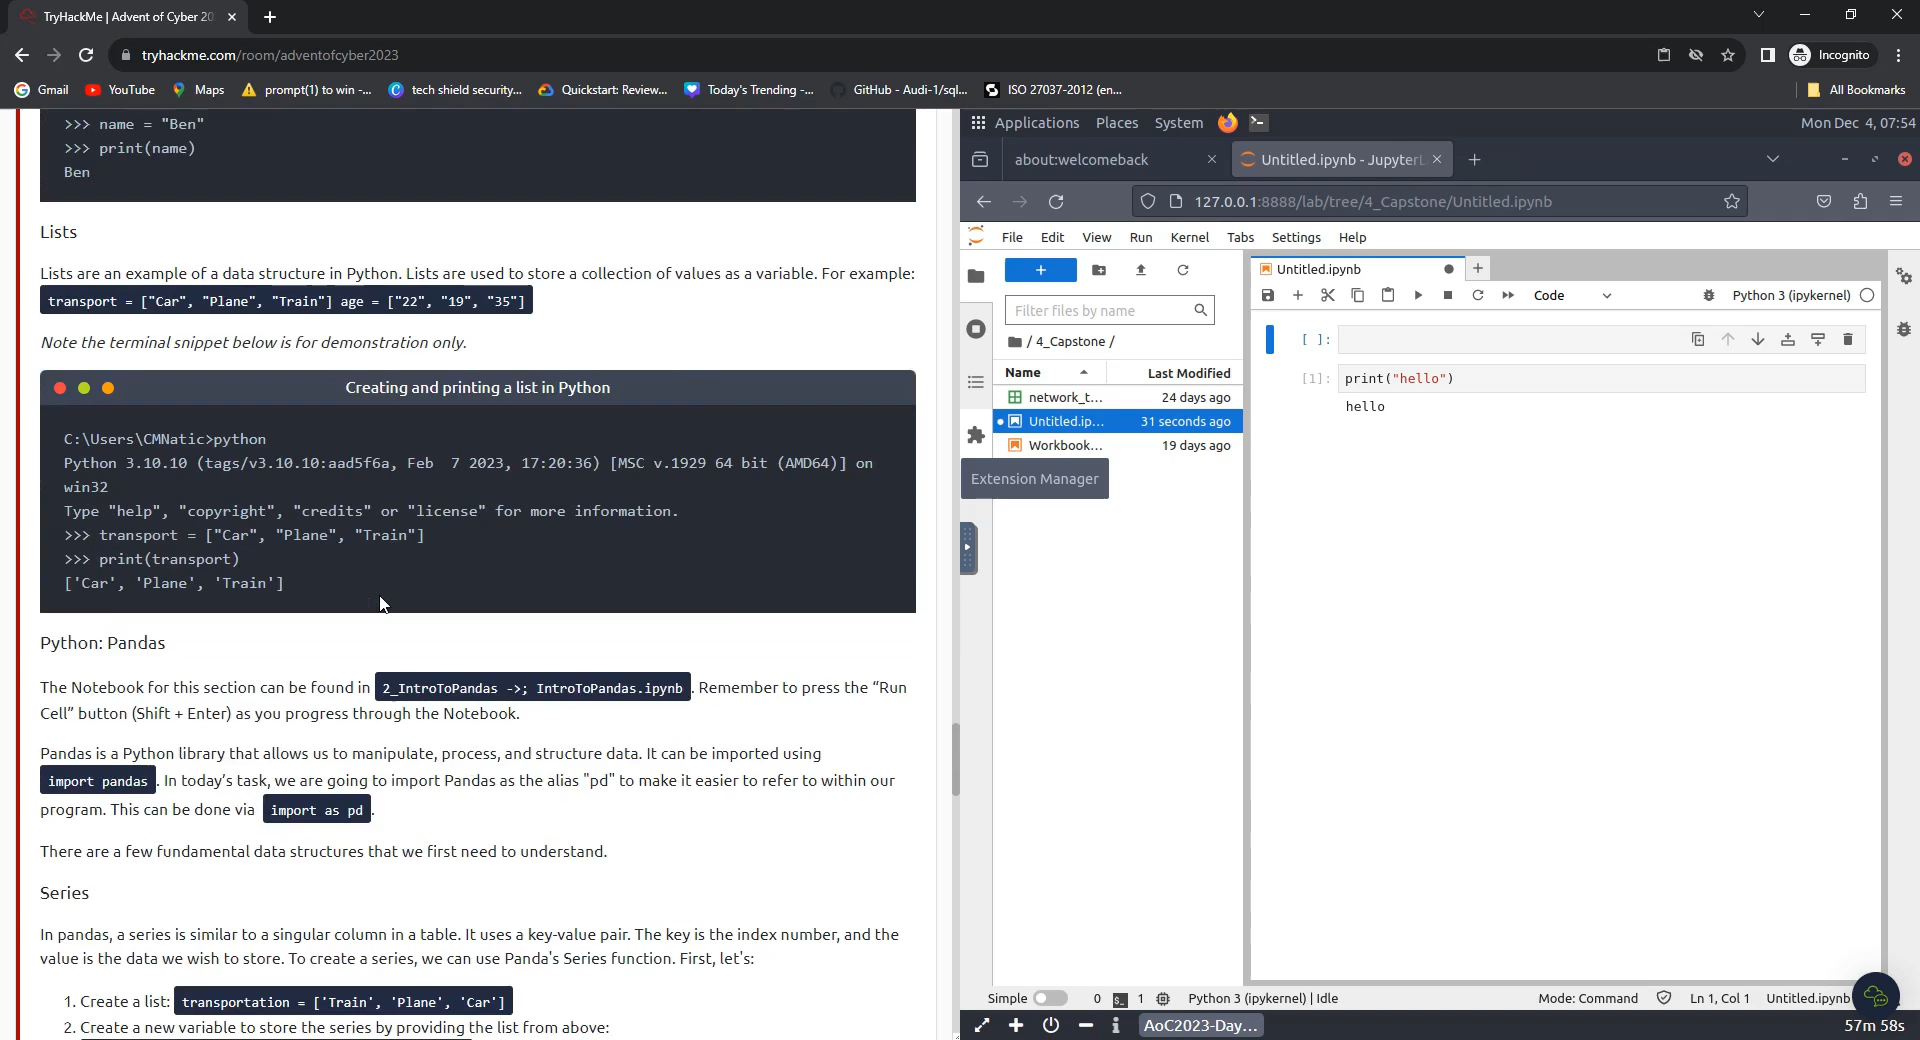 TryHackMe | Advent of Cyber 20
tryhackme.com/room/adventofcyber2023
Incognito
Gmail
YouTube
Maps
prompt(1) to win -...
tech shield security...
Quickstart: Review...
Today's Trending -...
GitHub - Audi-1/sql...
ISO 27037-2012 (en...
All Bookmarks
>>> name = "Ben"
>>> print(name)
Ben
Lists
Lists are an example of a data structure in Python. Lists are used to store a collection of values as a variable. For example:
transport = ["Car", "Plane", "Train"] age = ["22", "19", "35"]
Note the terminal snippet below is for demonstration only.
Creating and printing a list in Python
C:\Users\CMNatic>python
Python 3.10.10 (tags/v3.10.10:aad5f6a, Feb  7 2023, 17:20:36) [MSC v.1929 64 bit (AMD64)] on
win32
Type "help", "copyright", "credits" or "license" for more information.
>>> transport = ["Car", "Plane", "Train"]
>>> print(transport)
['Car', 'Plane', 'Train']
Python: Pandas
The Notebook for this section can be found in 2_IntroToPandas ->; IntroToPandas.ipynb. Remember to press the “Run
Cell” button (Shift + Enter) as you progress through the Notebook.
Pandas is a Python library that allows us to manipulate, process, and structure data. It can be imported using
import pandas. In today’s task, we are going to import Pandas as the alias "pd" to make it easier to refer to within our
program. This can be done via import as pd.
There are a few fundamental data structures that we first need to understand.
Series
In pandas, a series is similar to a singular column in a table. It uses a key-value pair. The key is the index number, and the
value is the data we wish to store. To create a series, we can use Panda's Series function. First, let's:
1. Create a list: transportation = ['Train', 'Plane', 'Car']
2. Create a new variable to store the series by providing the list from above:
Applications Places System
Mon Dec 4, 07:54
about:welcomeback
Untitled.ipynb - JupyterL
127.0.0.1:8888/lab/tree/4_Capstone/Untitled.ipynb
File Edit View Run Kernel Tabs Settings Help
Filter files by name
/ 4_Capstone /
Name Last Modified
network_t... 24 days ago
Untitled.ip... 31 seconds ago
Workbook... 19 days ago
Extension Manager
Untitled.ipynb
Code
Python 3 (ipykernel)
[ ]:
[1]: print("hello")
hello
Simple 0 $_ 1 Python 3 (ipykernel) | Idle
Mode: Command Ln 1, Col 1 Untitled.ipynb
AoC2023-Day...
57m 58s